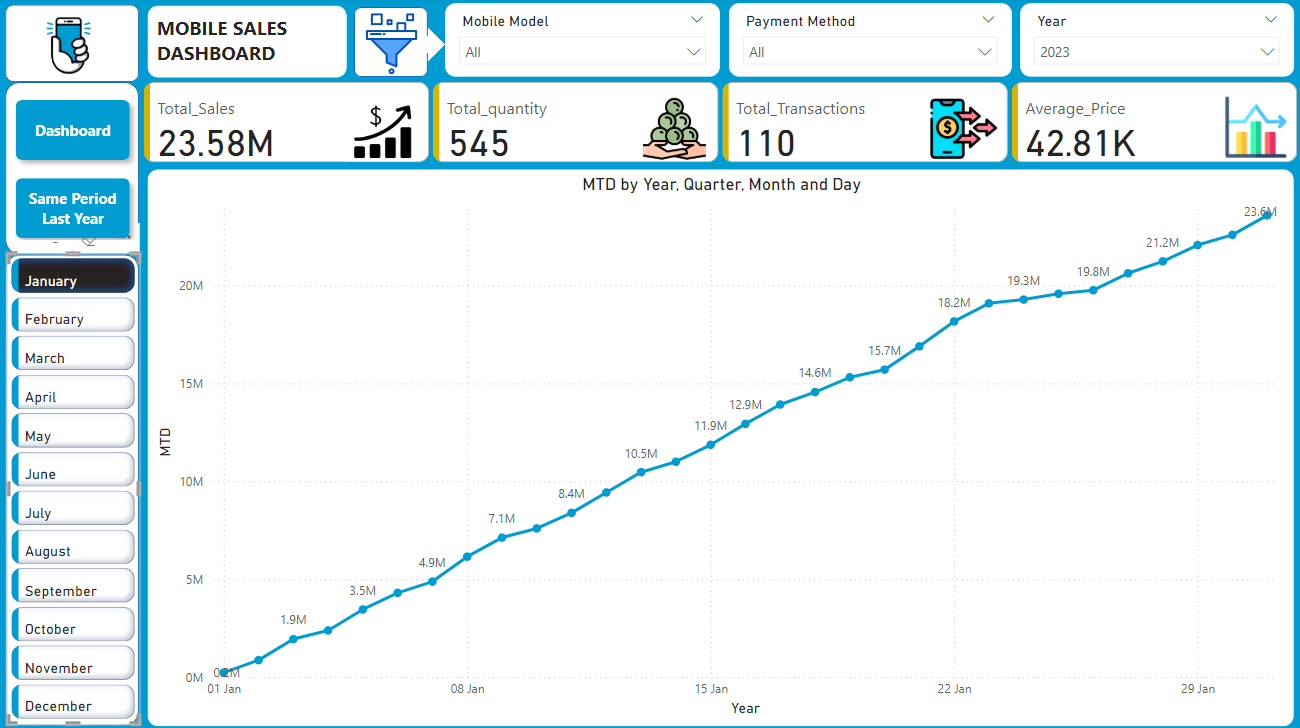 MOBILE SALES
DASHBOARD
Mobile Model
All
Payment Method
All
Year
2023
Dashboard
Same Period
Last Year
Total_Sales
23.58M
$
Total_quantity
545
Total_Transactions
110
$
Average_Price
42.81K
January
February
March
April
May
June
July
August
September
October
November
December
MTD by Year, Quarter, Month and Day
MTD
20M
15M
10M
5M
0M
0.2M
1.9M
3.5M
4.9M
7.1M
8.4M
10.5M
11.9M
12.9M
14.6M
15.7M
18.2M
19.3M
19.8M
21.2M
23.6M
01 Jan
08 Jan
15 Jan
22 Jan
29 Jan
Year